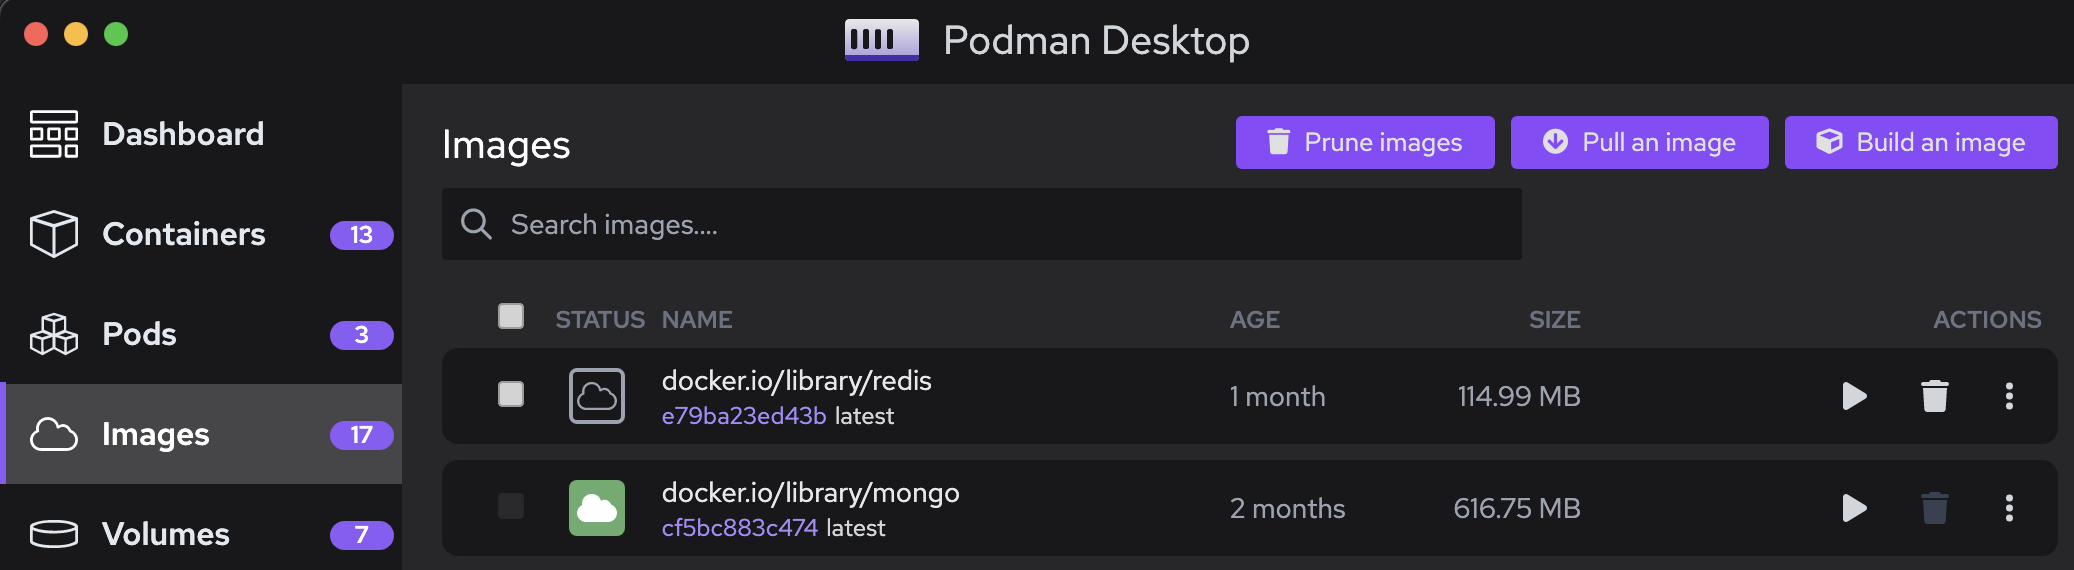 Podman Desktop
Dashboard
Containers 13
Pods 3
Images 17
Volumes 7
Images
Prune images
Pull an image
Build an image
Search images....
STATUS NAME AGE SIZE ACTIONS
docker.io/library/redis 1 month 114.99 MB
e79ba23ed43b latest
docker.io/library/mongo 2 months 616.75 MB
cf5bc883c474 latest